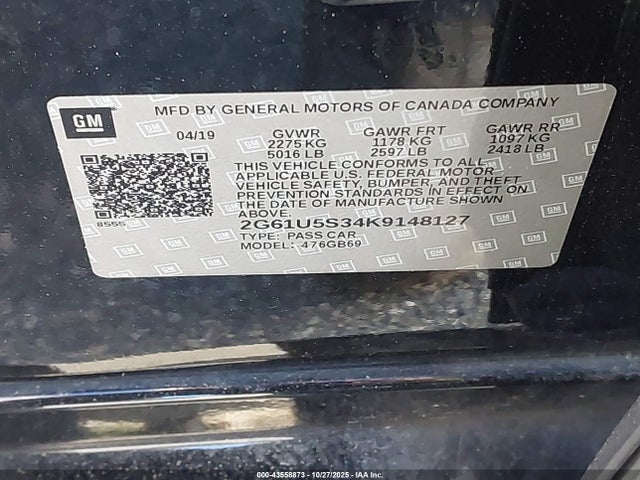 GM
MFD BY GENERAL MOTORS OF CANADA COMPANY
04/19 GVWR GAWR FRT GAWR RR
2275 KG 1178 KG 1097 KG
5016 LB 2597 LB 2418 LB
THIS VEHICLE CONFORMS TO ALL
APPLICABLE U.S. FEDERAL MOTOR
VEHICLE SAFETY, BUMPER, AND THEFT
PREVENTION STANDARDS IN EFFECT ON
THE DATE OF MANUFACTURE SHOWN
ABOVE.
8555
2G61U5S34K9148127
TYPE: PASS CAR
MODEL: 476GB69
000-43558873 - 10/27/2025 - IAA Inc.